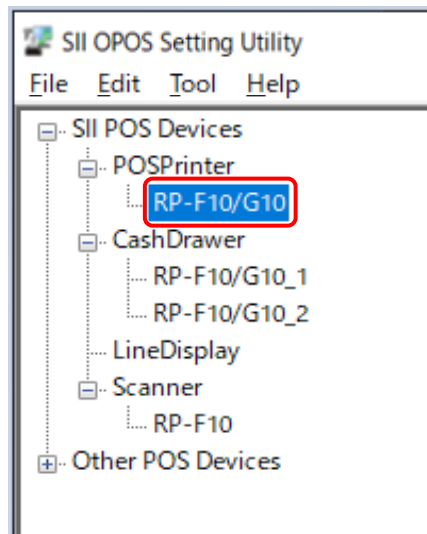 SII OPOS Setting Utility
File Edit Tool Help
SII POS Devices
POSPrinter
RP-F10/G10
CashDrawer
RP-F10/G10_1
RP-F10/G10_2
LineDisplay
Scanner
RP-F10
Other POS Devices